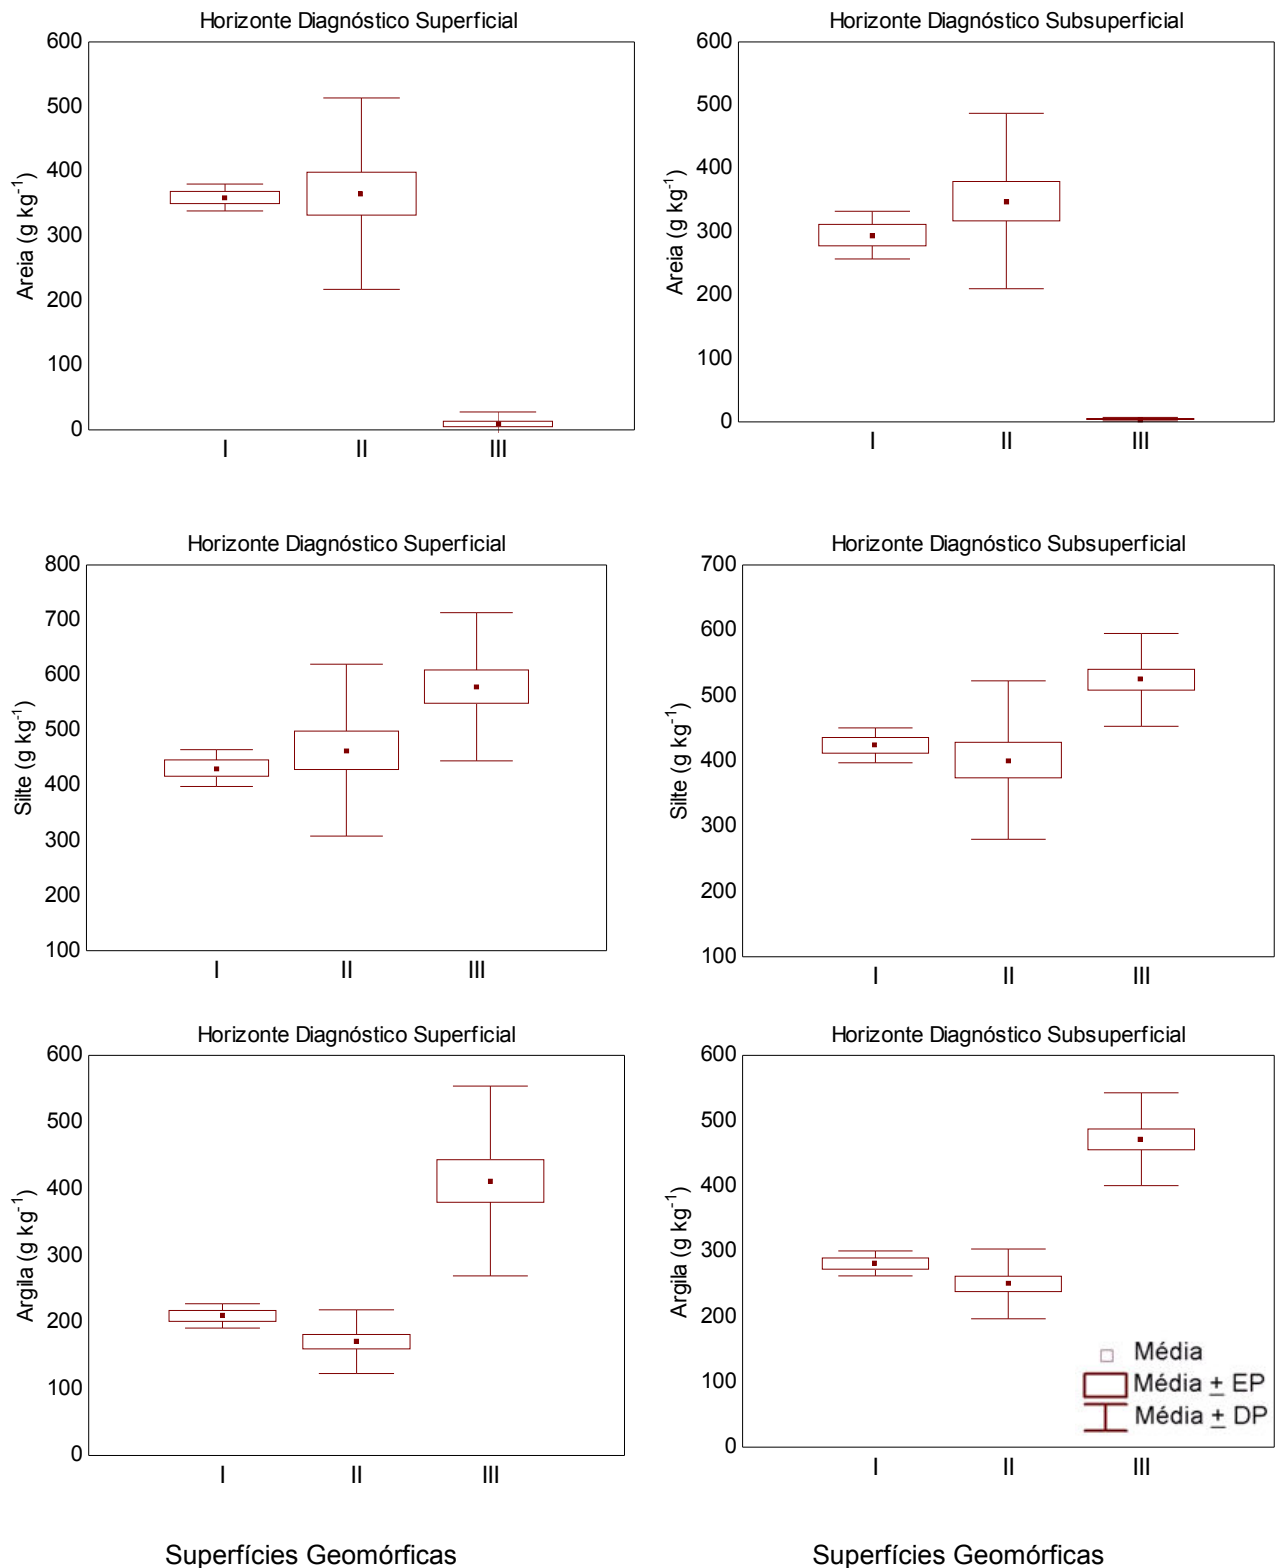 Horizonte Diagnóstico Superficial
600
500
400
300
200
100
0
Areia (g kg-1)
I II III
Horizonte Diagnóstico Subsuperficial
600
500
400
300
200
100
0
Areia (g kg-1)
I II III
Horizonte Diagnóstico Superficial
800
700
600
500
400
300
200
100
Silte (g kg-1)
I II III
Horizonte Diagnóstico Subsuperficial
700
600
500
400
300
200
100
Silte (g kg-1)
I II III
Horizonte Diagnóstico Superficial
600
500
400
300
200
100
0
Argila (g kg-1)
I II III
Superfícies Geomórficas
Horizonte Diagnóstico Subsuperficial
600
500
400
300
200
100
0
Argila (g kg-1)
Média
Média ± EP
Média ± DP
I II III
Superfícies Geomórficas